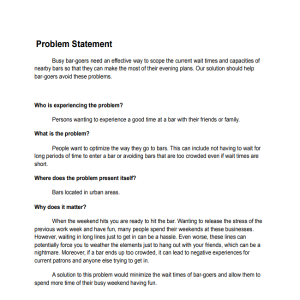 Problem Statement
Busy bar-goers need an effective way to scope the current wait times and capacities of
nearby bars so that they can make the most of their evening plans. Our solution should help
bar-goers avoid these problems.
Who is experiencing the problem?
Persons wanting to experience a good time at a bar with their friends or family.
What is the problem?
People want to optimize the way they go to bars. This can include not having to wait for
long periods of time to enter a bar or avoiding bars that are too crowded even if wait times are
short.
Where does the problem present itself?
Bars located in urban areas.
Why does it matter?
When the weekend hits you are ready to hit the bar. Wanting to release the stress of the
previous work week and have fun, many people spend their weekends at these businesses.
However, waiting in long lines just to get in can be a hassle. Even worse, these lines can
potentially force you to weather the elements just to hang out with your friends, which can be a
nightmare. Moreover, if a bar ends up too crowded, it can lead to negative experiences for
current patrons and anyone else trying to get in.
A solution to this problem would minimize the wait times of bar-goers and allow them to
spend more time of their busy weekend having fun.